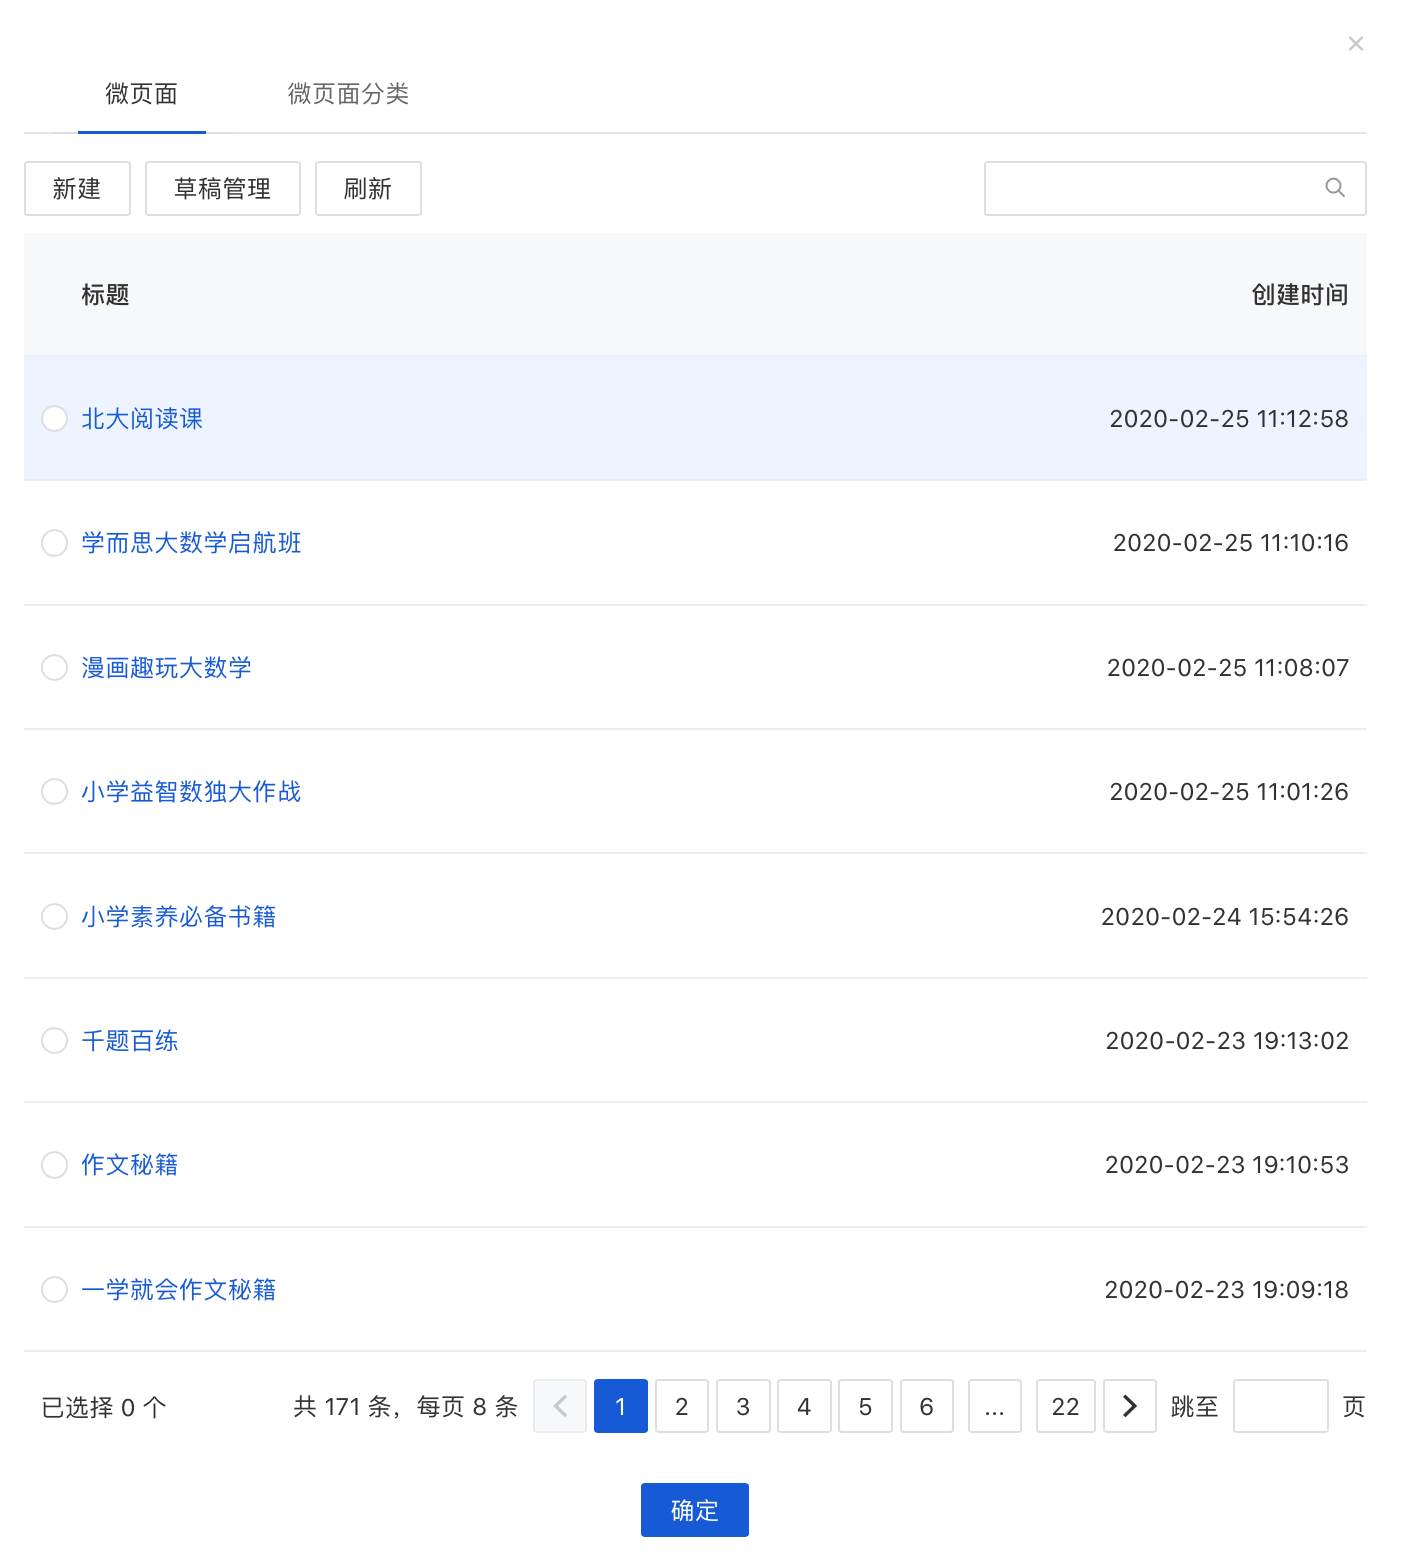 微页面 微页面分类
新建 草稿管理 刷新
标题 创建时间
北大阅读课 2020-02-25 11:12:58
学而思大数学启航班 2020-02-25 11:10:16
漫画趣玩大数学 2020-02-25 11:08:07
小学益智数独大作战 2020-02-25 11:01:26
小学素养必备书籍 2020-02-24 15:54:26
千题百练 2020-02-23 19:13:02
作文秘籍 2020-02-23 19:10:53
一学就会作文秘籍 2020-02-23 19:09:18
已选择 0 个 共 171 条，每页 8 条 1 2 3 4 5 6 ... 22 跳至 页
确定